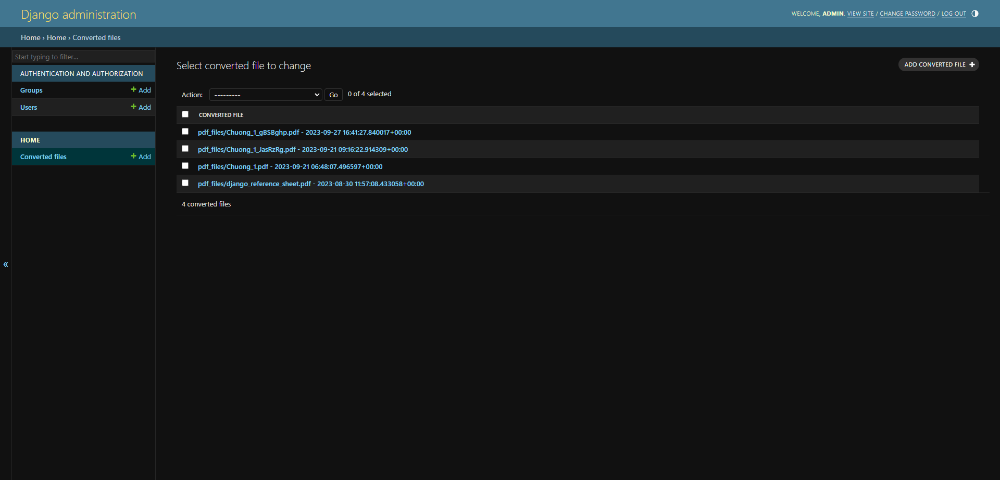 Django administration
WELCOME, ADMIN. VIEW SITE / CHANGE PASSWORD / LOG OUT
Home › Home › Converted files
Start typing to filter...
AUTHENTICATION AND AUTHORIZATION
Groups + Add
Users + Add
HOME
Converted files + Add
«
Select converted file to change
ADD CONVERTED FILE +
Action: --------- Go 0 of 4 selected
CONVERTED FILE
pdf_files/Chuong_1_gBSBghp.pdf - 2023-09-27 16:41:27.840017+00:00
pdf_files/Chuong_1_JasRzRg.pdf - 2023-09-21 09:16:22.914309+00:00
pdf_files/Chuong_1.pdf - 2023-09-21 06:48:07.496597+00:00
pdf_files/django_reference_sheet.pdf - 2023-08-30 11:57:08.433058+00:00
4 converted files